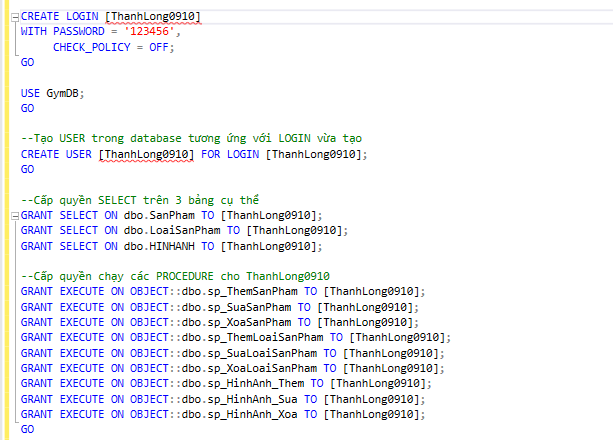 CREATE LOGIN [ThanhLong0910]
WITH PASSWORD = '123456',
CHECK_POLICY = OFF;
GO
USE GymDB;
GO
--Tạo USER trong database tương ứng với LOGIN vừa tạo
CREATE USER [ThanhLong0910] FOR LOGIN [ThanhLong0910];
GO
--Cấp quyền SELECT trên 3 bảng cụ thể
GRANT SELECT ON dbo.SanPham TO [ThanhLong0910];
GRANT SELECT ON dbo.LoaiSanPham TO [ThanhLong0910];
GRANT SELECT ON dbo.HINHANH TO [ThanhLong0910];
--Cấp quyền chạy các PROCEDURE cho ThanhLong0910
GRANT EXECUTE ON OBJECT::dbo.sp_ThemSanPham TO [ThanhLong0910];
GRANT EXECUTE ON OBJECT::dbo.sp_SuaSanPham TO [ThanhLong0910];
GRANT EXECUTE ON OBJECT::dbo.sp_XoaSanPham TO [ThanhLong0910];
GRANT EXECUTE ON OBJECT::dbo.sp_ThemLoaiSanPham TO [ThanhLong0910];
GRANT EXECUTE ON OBJECT::dbo.sp_SuaLoaiSanPham TO [ThanhLong0910];
GRANT EXECUTE ON OBJECT::dbo.sp_XoaLoaiSanPham TO [ThanhLong0910];
GRANT EXECUTE ON OBJECT::dbo.sp_HinhAnh_Them TO [ThanhLong0910];
GRANT EXECUTE ON OBJECT::dbo.sp_HinhAnh_Sua TO [ThanhLong0910];
GRANT EXECUTE ON OBJECT::dbo.sp_HinhAnh_Xoa TO [ThanhLong0910];
GO